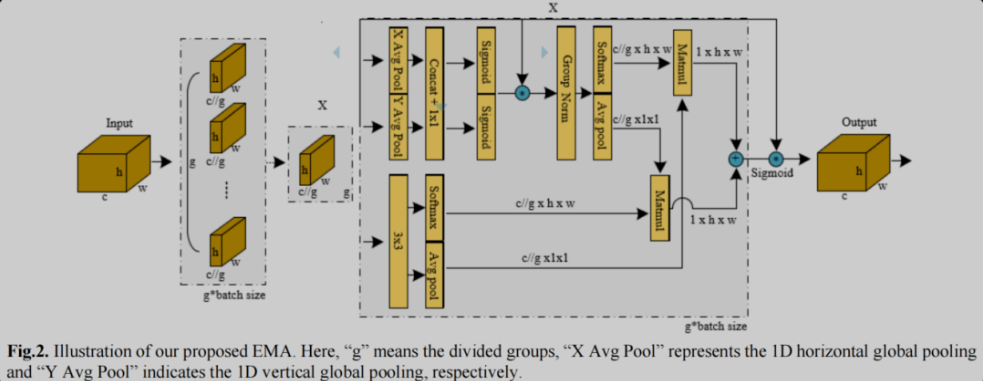 X
Input
h
w
c
g
h
w
c//g
h
w
c//g
h
w
c//g
g*batch size
X
h
w
c//g
g
X Avg Pool
Y Avg Pool
Concat + 1x1
Sigmoid
Sigmoid
*
Group Norm
Softmax
Avg pool
c//g x h x w
c//g x1x1
Matmul
1 x h x w
3x3
Softmax
Avg pool
c//g x h x w
c//g x1x1
Matmul
1 x h x w
+
*
Sigmoid
g*batch size
Output
h
w
c
Fig.2. Illustration of our proposed EMA. Here, “g” means the divided groups, “X Avg Pool” represents the 1D horizontal global pooling
and “Y Avg Pool” indicates the 1D vertical global pooling, respectively.